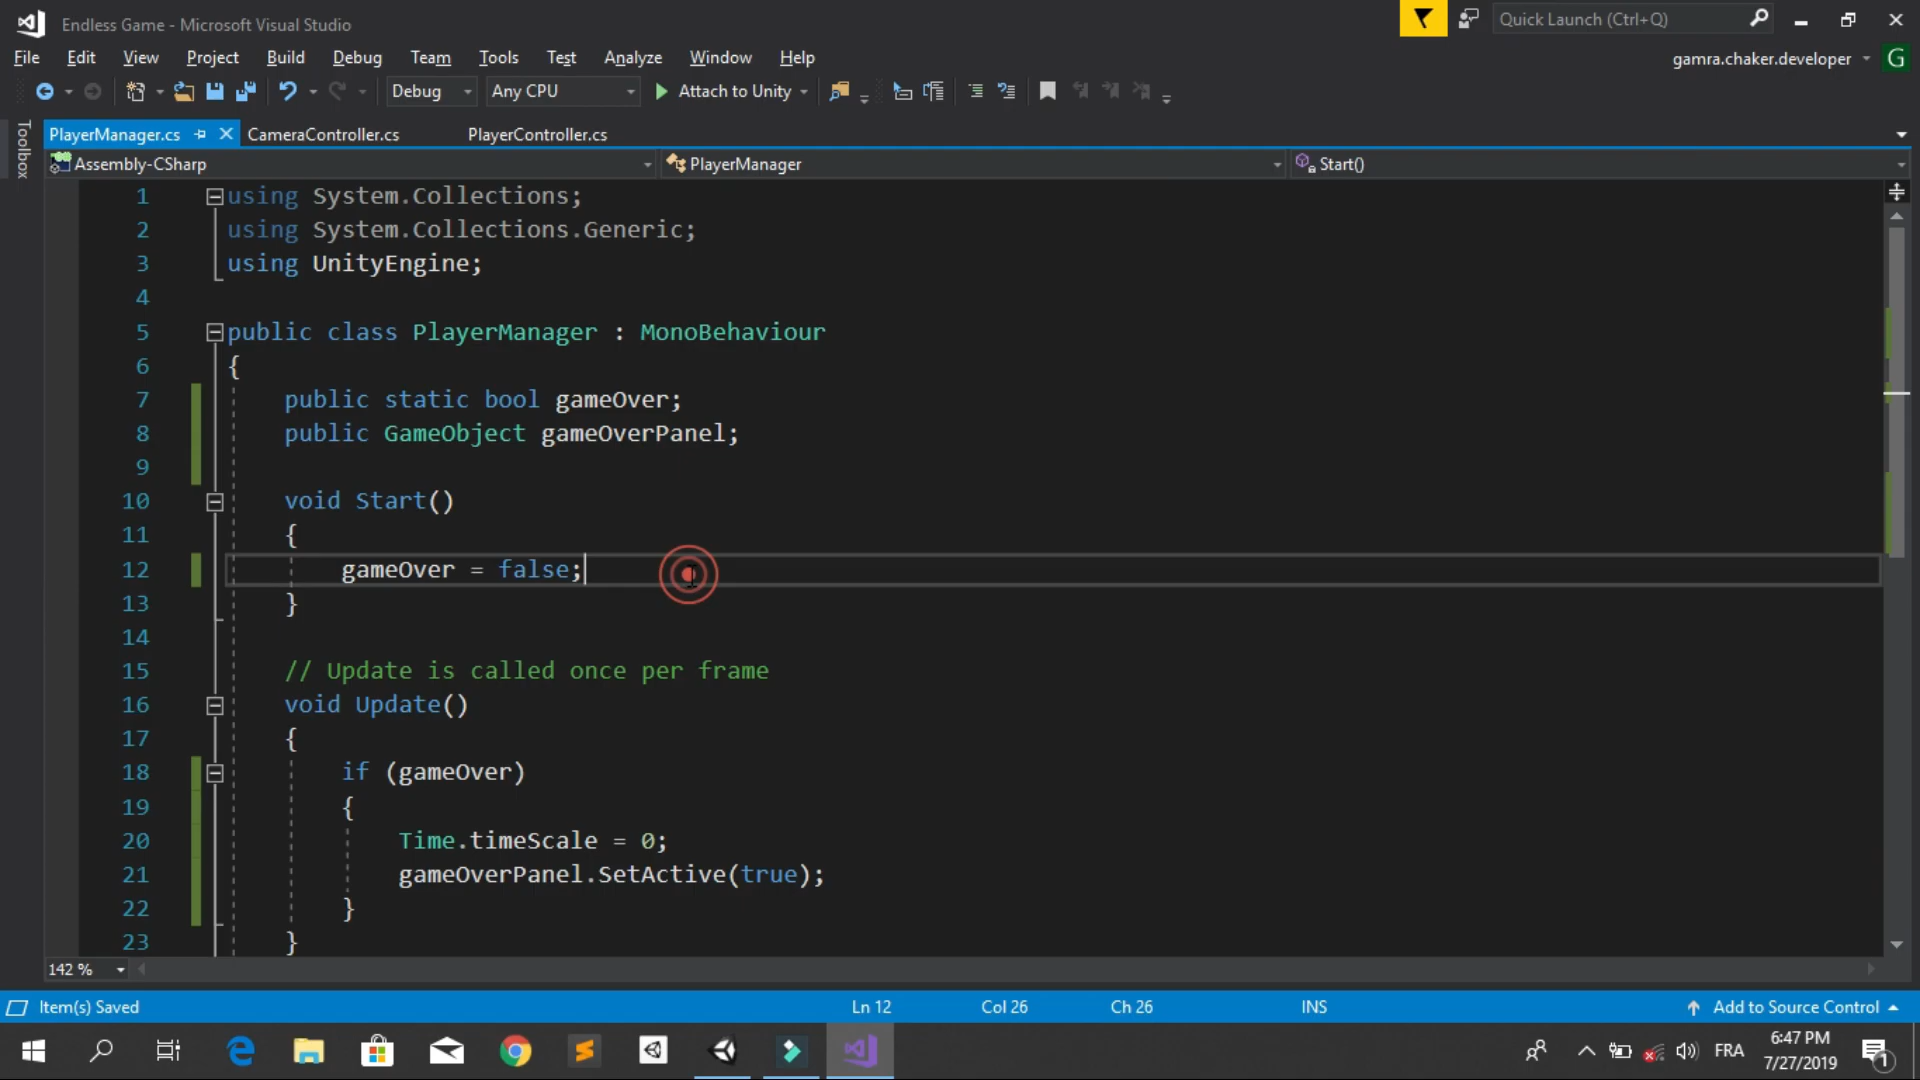 Endless Game - Microsoft Visual Studio
Quick Launch (Ctrl+Q)
File Edit View Project Build Debug Team Tools Test Analyze Window Help
gamra.chaker.developer G
Debug Any CPU Attach to Unity
Toolbox
PlayerManager.cs CameraController.cs PlayerController.cs
Assembly-CSharp PlayerManager Start()
1 using System.Collections;
2 using System.Collections.Generic;
3 using UnityEngine;
4
5 public class PlayerManager : MonoBehaviour
6 {
7 public static bool gameOver;
8 public GameObject gameOverPanel;
9
10 void Start()
11 {
12 gameOver = false;
13 }
14
15 // Update is called once per frame
16 void Update()
17 {
18 if (gameOver)
19 {
20 Time.timeScale = 0;
21 gameOverPanel.SetActive(true);
22 }
23 }
142 %
Item(s) Saved Ln 12 Col 26 Ch 26 INS Add to Source Control
FRA 6:47 PM
7/27/2019 1